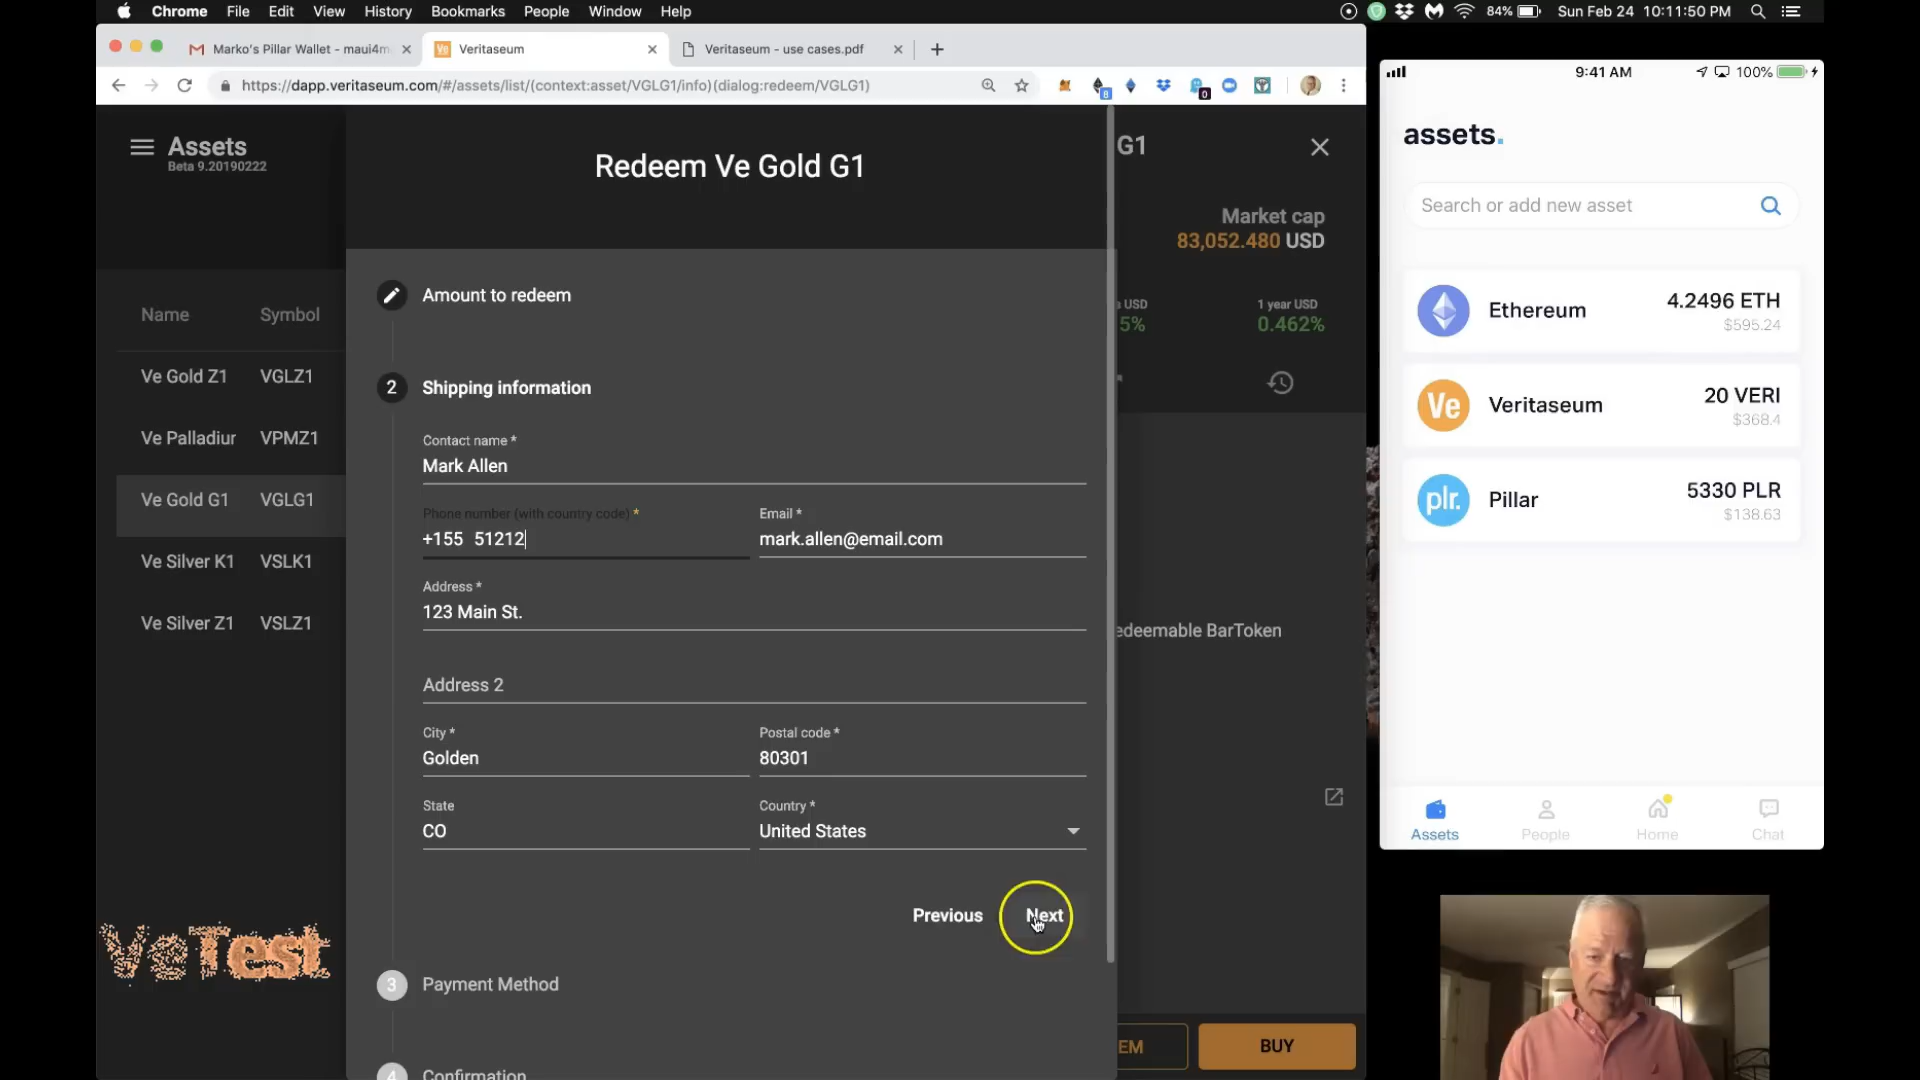 Chrome File Edit View History Bookmarks People Window Help
84% Sun Feb 24 10:11:50 PM
Marko's Pillar Wallet - maui4m
Veritaseum
Veritaseum - use cases.pdf
https://dapp.veritaseum.com/#/assets/list/(context:asset/VGLG1/info)(dialog:redeem/VGLG1)
8
0
Assets
Beta 9.20190222
Name Symbol
Ve Gold Z1 VGLZ1
Ve Palladiur VPMZ1
Ve Gold G1 VGLG1
Ve Silver K1 VSLK1
Ve Silver Z1 VSLZ1
VeTest
Redeem Ve Gold G1
Amount to redeem
2 Shipping information
Contact name *
Mark Allen
Phone number (with country code) *
+155 51212
Email *
mark.allen@email.com
Address *
123 Main St.
Address 2
City *
Golden
Postal code *
80301
State
CO
Country *
United States
Previous Next
3 Payment Method
4 Confirmation
G1
Market cap
83,052.480 USD
USD
5%
1 year USD
0.462%
edeemable BarToken
EM
BUY
9:41 AM
100%
assets.
Search or add new asset
Ethereum
4.2496 ETH
$595.24
Ve
Veritaseum
20 VERI
$368.4
plr.
Pillar
5330 PLR
$138.63
Assets People Home Chat